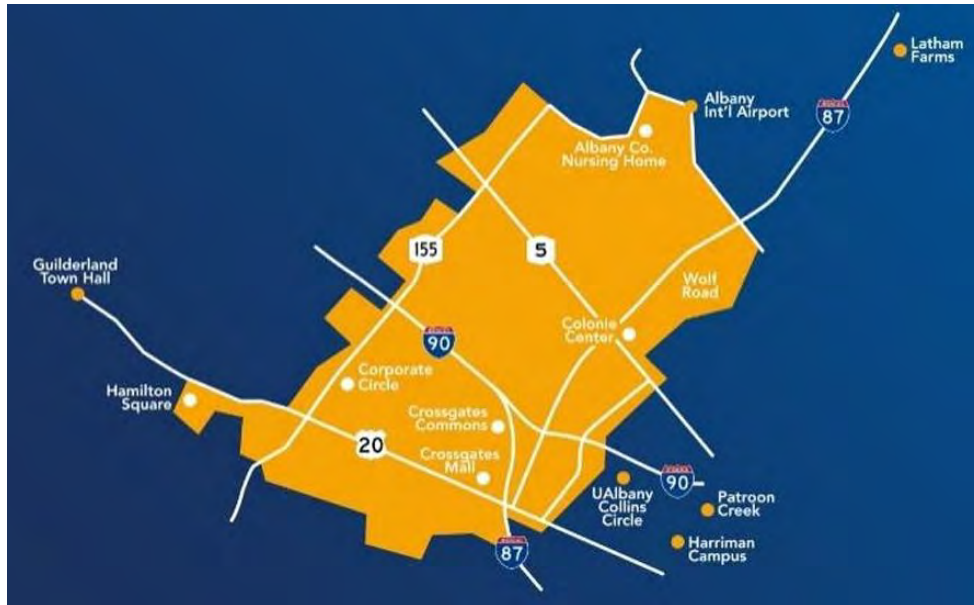 Latham
Farms
87
Albany
Int'l Airport
Albany Co.
Nursing Home
155
5
Guilderland
Town Hall
Wolf
Road
Colonie
Center
90
Corporate
Circle
Hamilton
Square
Crossgates
Commons
20
Crossgates
Mall
90
UAlbany
Collins
Circle
Patroon
Creek
Harriman
Campus
87